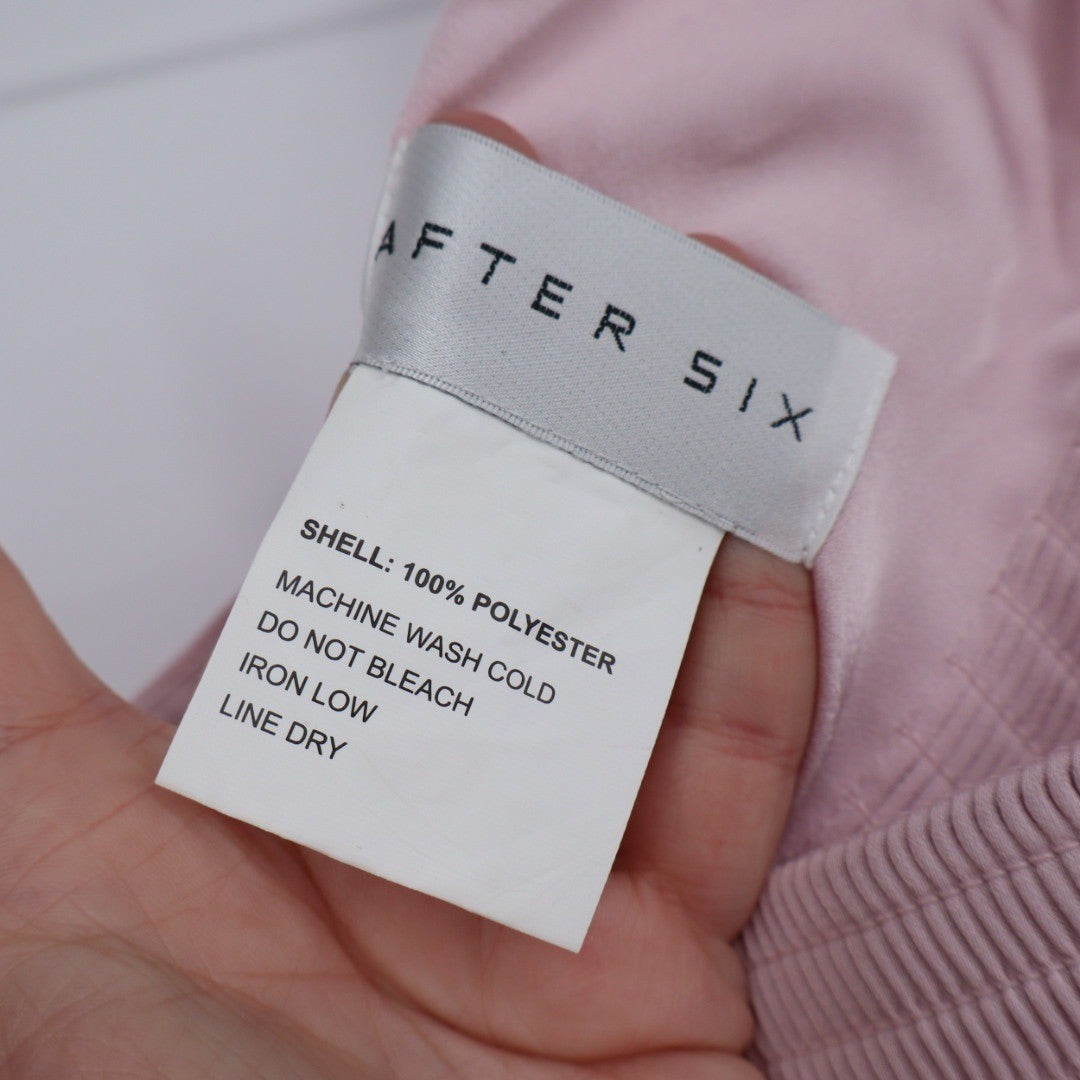 AFTER SIX
SHELL: 100% POLYESTER
MACHINE WASH COLD
DO NOT BLEACH
IRON LOW
LINE DRY